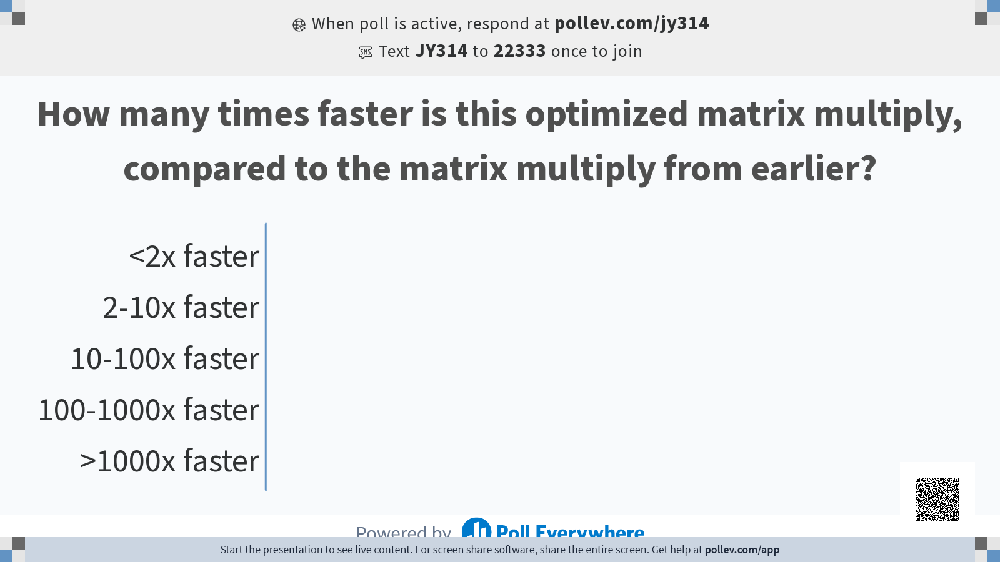 When poll is active, respond at pollev.com/jy314
SMS Text JY314 to 22333 once to join
How many times faster is this optimized matrix multiply,
compared to the matrix multiply from earlier?
<2x faster
2-10x faster
10-100x faster
100-1000x faster
>1000x faster
Powered by Poll Everywhere
Start the presentation to see live content. For screen share software, share the entire screen. Get help at pollev.com/app